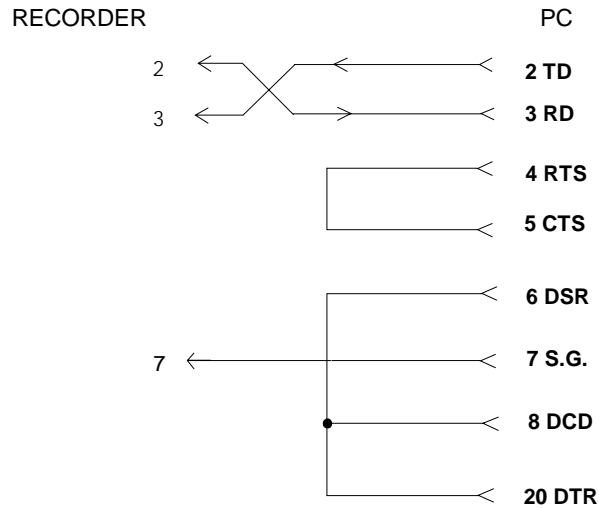 RECORDER PC
2 2 TD
3 3 RD
4 RTS
5 CTS
6 DSR
7 7 S.G.
8 DCD
20 DTR